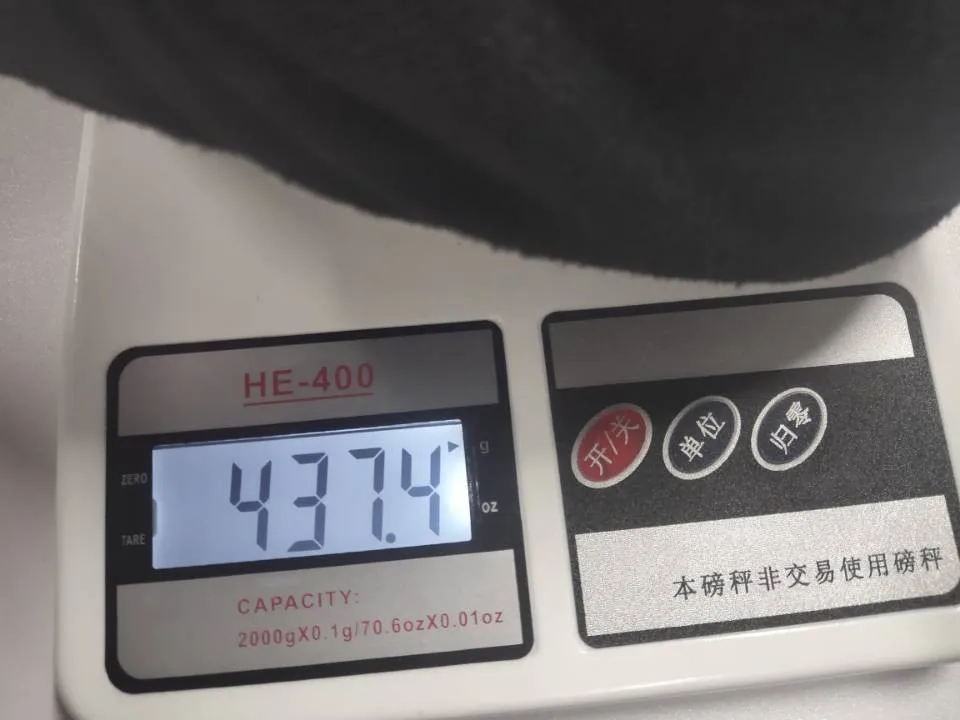 HE-400
ZERO
TARE
437.4
g
oz
CAPACITY:
2000gX0.1g/70.6ozX0.01oz
开/关
单位
归零
本磅秤非交易使用磅秤